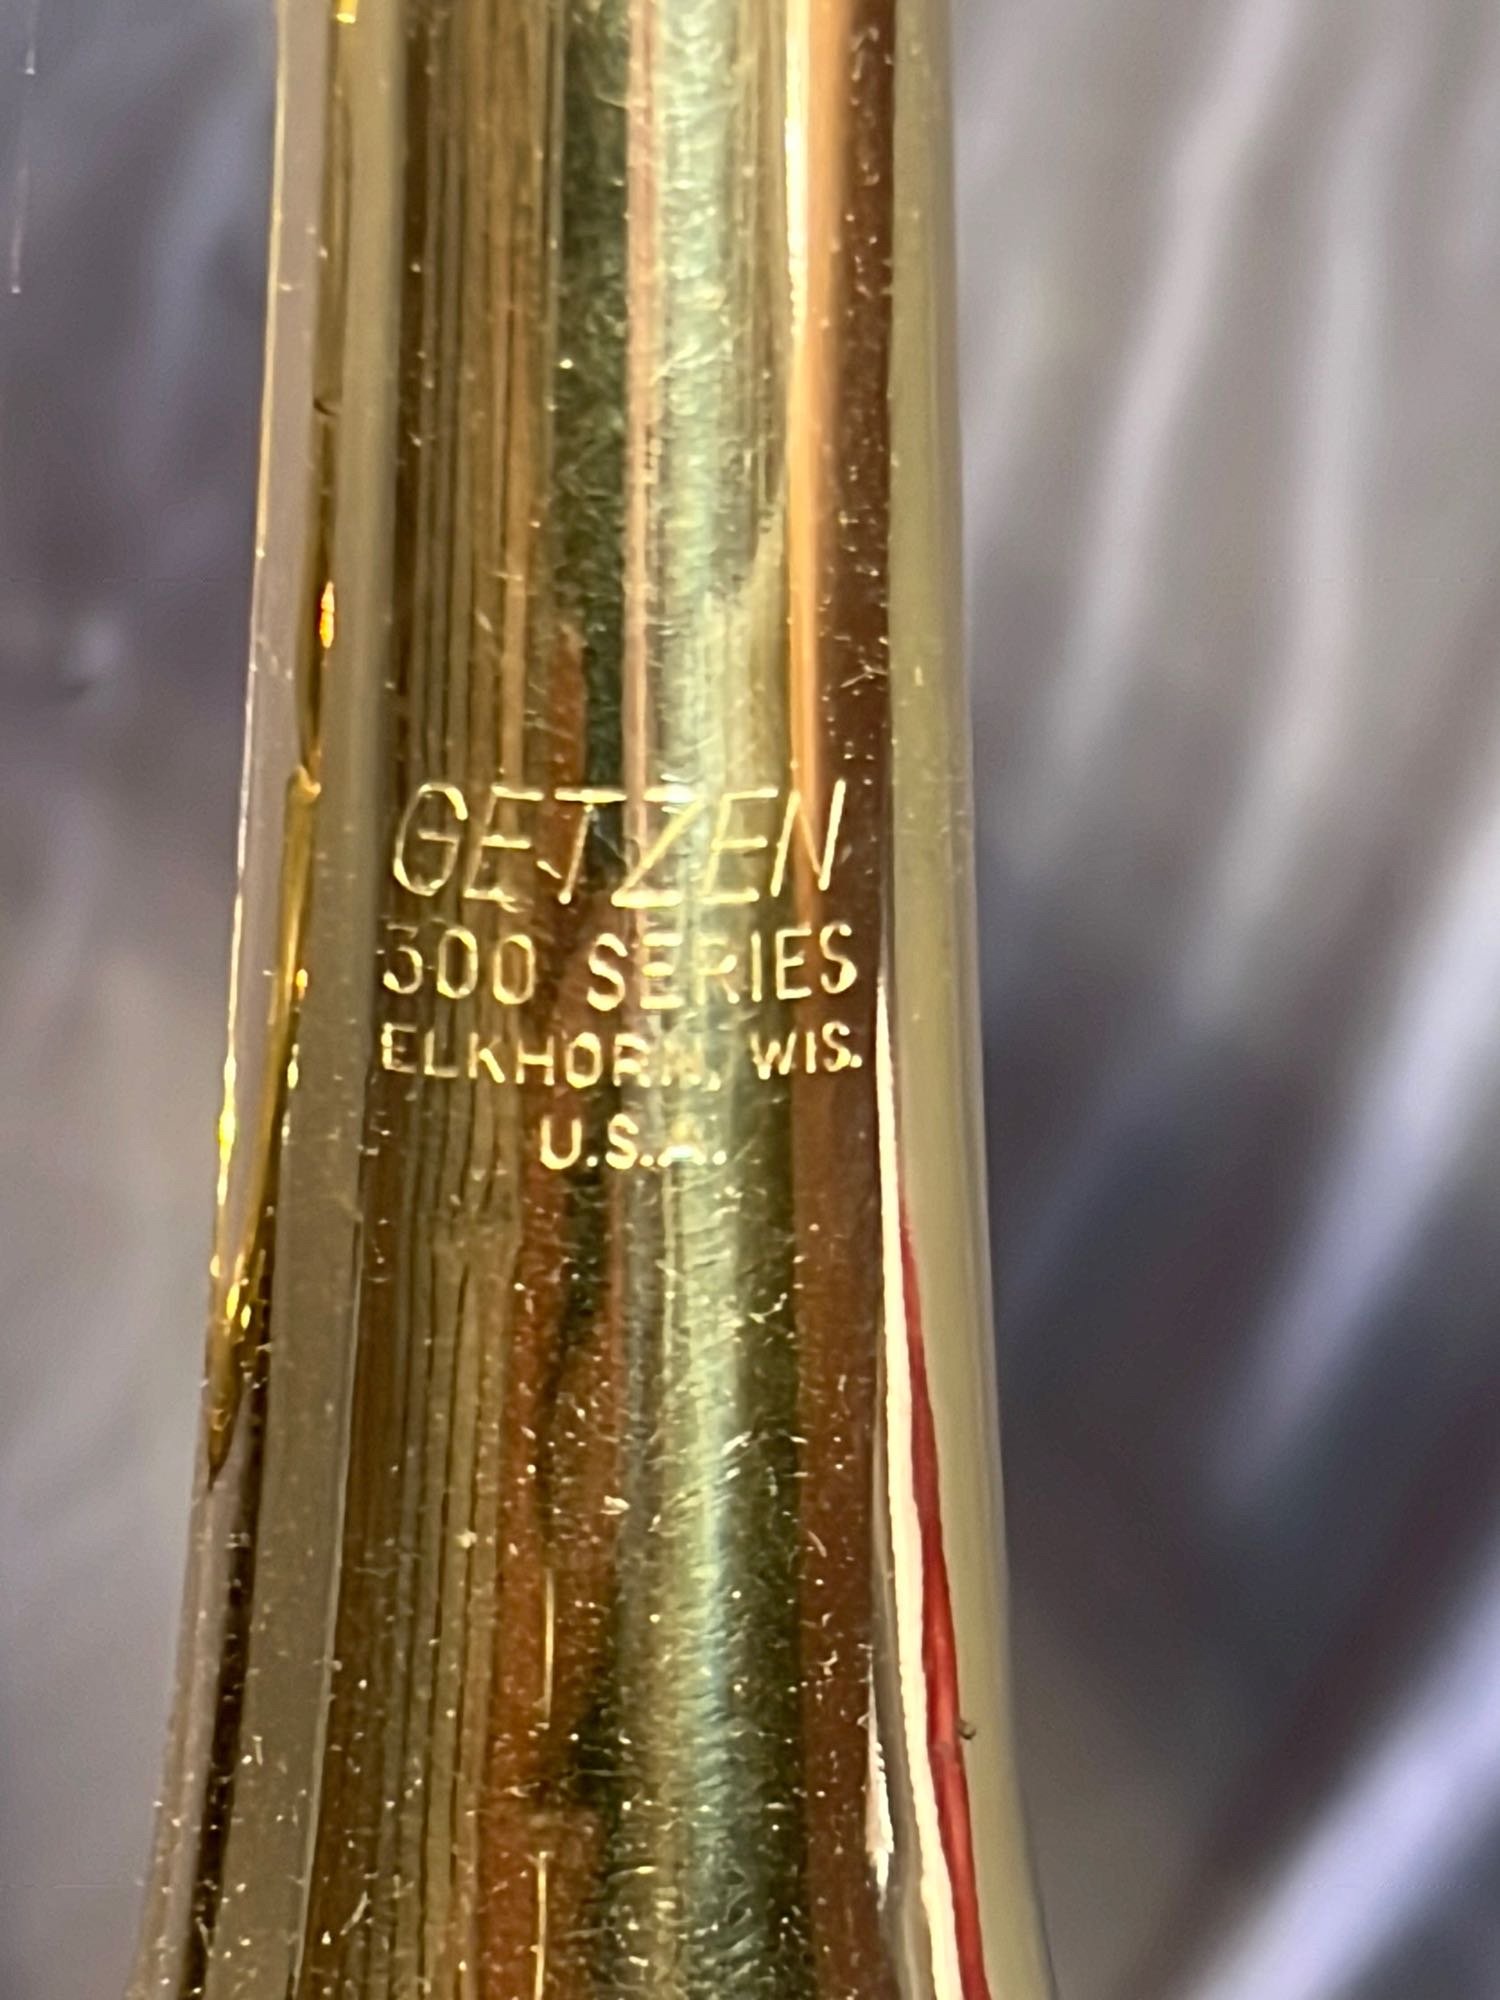 GETZEN
300 SERIES
ELKHORN, WIS.
U.S.A.